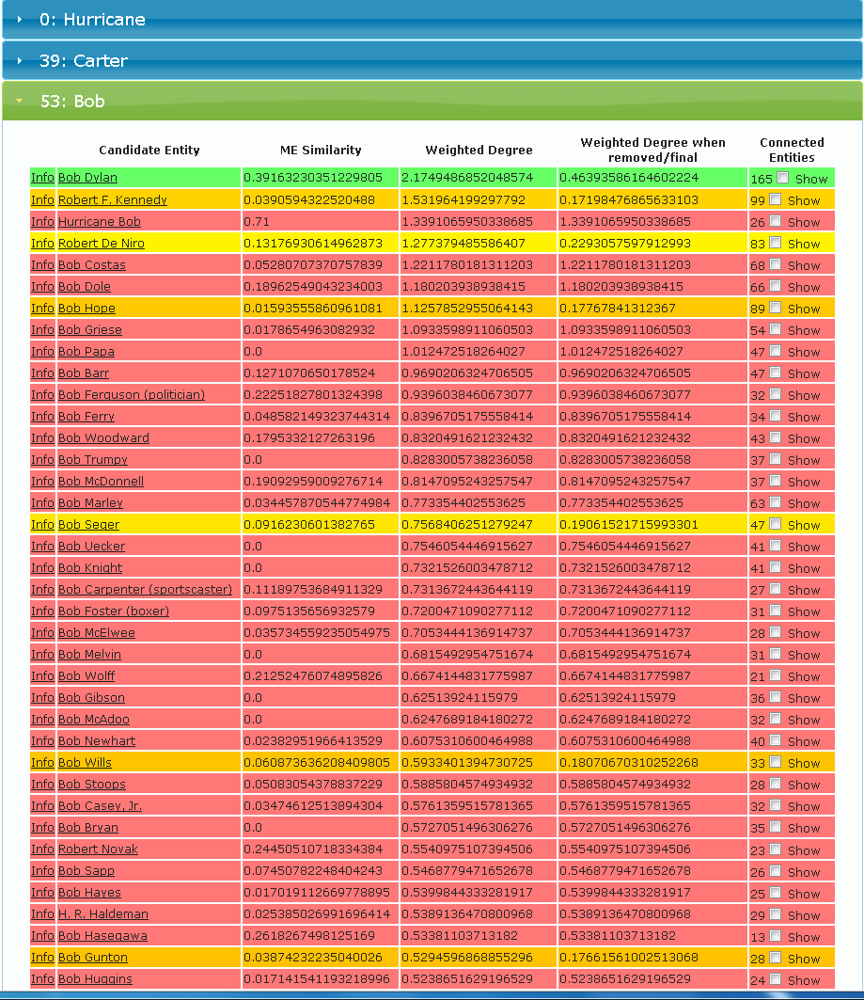 0: Hurricane
39: Carter
53: Bob
Candidate Entity ME Similarity Weighted Degree Weighted Degree when removed/final Connected Entities
Info Bob Dylan 0.39163230351229805 2.1749486852048574 0.46393586164602224 165 Show
Info Robert F. Kennedy 0.0390594322520488 1.531964199297792 0.17198476865633103 99 Show
Info Hurricane Bob 0.71 1.3391065950338685 1.3391065950338685 26 Show
Info Robert De Niro 0.13176930614962873 1.277379485586407 0.2293057597912993 83 Show
Info Bob Costas 0.05280707370757839 1.2211780181311203 1.2211780181311203 68 Show
Info Bob Dole 0.18962549043234003 1.180203938938415 1.180203938938415 66 Show
Info Bob Hope 0.01593555860961081 1.1257852955064143 0.17767841312367 89 Show
Info Bob Griese 0.0178654963082932 1.0933598911060503 1.0933598911060503 54 Show
Info Bob Papa 0.0 1.012472518264027 1.012472518264027 47 Show
Info Bob Barr 0.1271070650178524 0.9690206324706505 0.9690206324706505 47 Show
Info Bob Ferguson (politician) 0.22251827801324398 0.9396038460673077 0.9396038460673077 32 Show
Info Bob Ferry 0.048582149323744314 0.8396705175558414 0.8396705175558414 34 Show
Info Bob Woodward 0.1795332127263196 0.8320491621232432 0.8320491621232432 43 Show
Info Bob Trumpy 0.0 0.8283005738236058 0.8283005738236058 37 Show
Info Bob McDonnell 0.19092959009276714 0.8147095243257547 0.8147095243257547 37 Show
Info Bob Marley 0.034457870544774984 0.773354402553625 0.773354402553625 63 Show
Info Bob Seger 0.0916230601382765 0.7568406251279247 0.19061521715993301 47 Show
Info Bob Uecker 0.0 0.7546054446915627 0.7546054446915627 41 Show
Info Bob Knight 0.0 0.7321526003478712 0.7321526003478712 41 Show
Info Bob Carpenter (sportscaster) 0.11189753684911329 0.7313672443644119 0.7313672443644119 27 Show
Info Bob Foster (boxer) 0.0975135656932579 0.7200471090277112 0.7200471090277112 31 Show
Info Bob McElwee 0.035734559235054975 0.7053444136914737 0.7053444136914737 28 Show
Info Bob Melvin 0.0 0.6815492954751674 0.6815492954751674 31 Show
Info Bob Wolff 0.21252476074895826 0.6674144831775987 0.6674144831775987 21 Show
Info Bob Gibson 0.0 0.62513924115979 0.62513924115979 36 Show
Info Bob McAdoo 0.0 0.6247689184180272 0.6247689184180272 32 Show
Info Bob Newhart 0.02382951966413529 0.6075310600464988 0.6075310600464988 40 Show
Info Bob Wills 0.060873636208409805 0.5933401394730725 0.18070670310252268 33 Show
Info Bob Stoops 0.05083054378837229 0.5885804574934932 0.5885804574934932 28 Show
Info Bob Casey, Jr. 0.03474612513894304 0.5761359515781365 0.5761359515781365 32 Show
Info Bob Bryan 0.0 0.5727051496306276 0.5727051496306276 35 Show
Info Robert Novak 0.24450510718334384 0.5540975107394506 0.5540975107394506 23 Show
Info Bob Sapp 0.07450782248404243 0.5468779471652678 0.5468779471652678 26 Show
Info Bob Hayes 0.017019112669778895 0.5399844333281917 0.5399844333281917 25 Show
Info H. R. Haldeman 0.025385026991696414 0.5389136470800968 0.5389136470800968 29 Show
Info Bob Hasegawa 0.2618267498125169 0.53381103713182 0.53381103713182 13 Show
Info Bob Gunton 0.03874232235040026 0.5294596868855296 0.17661561002513068 28 Show
Info Bob Huggins 0.017141541193218996 0.5238651629196529 0.5238651629196529 24 Show